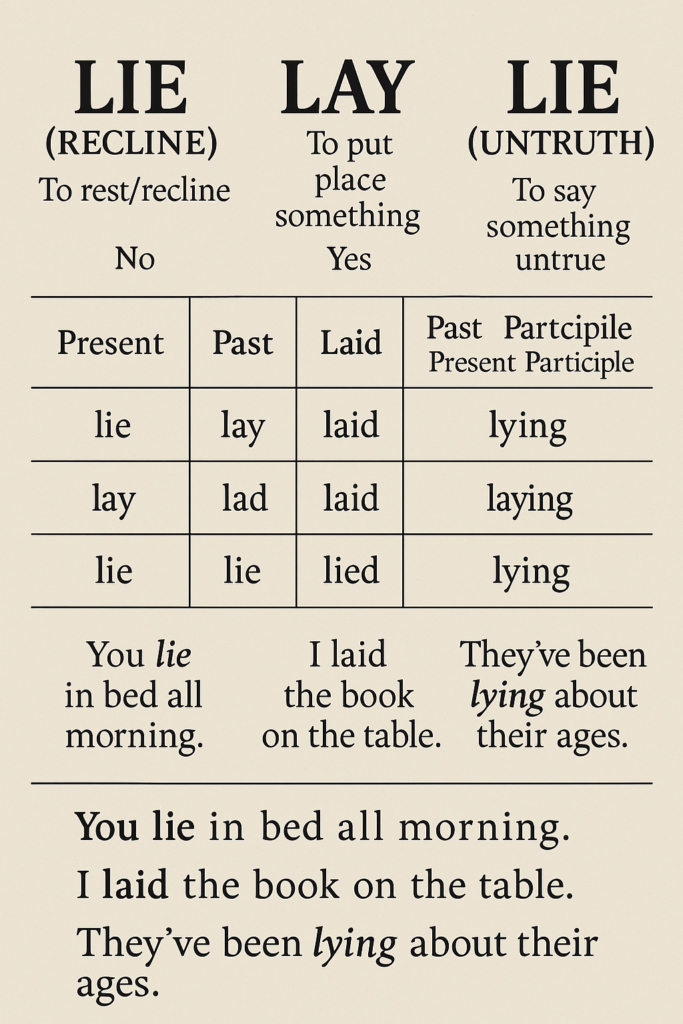 LIE LAY LIE
(RECLINE) To put (UNTRUTH)
To rest/recline place To say
something something
No Yes untrue
Present Past Laid Past Partcipile
Present Participle
lie lay laid lying
lay lad laid laying
lie lie lied lying
You lie I laid They've been
in bed all the book lying about
morning. on the table. their ages.
You lie in bed all morning.
I laid the book on the table.
They've been lying about their
ages.